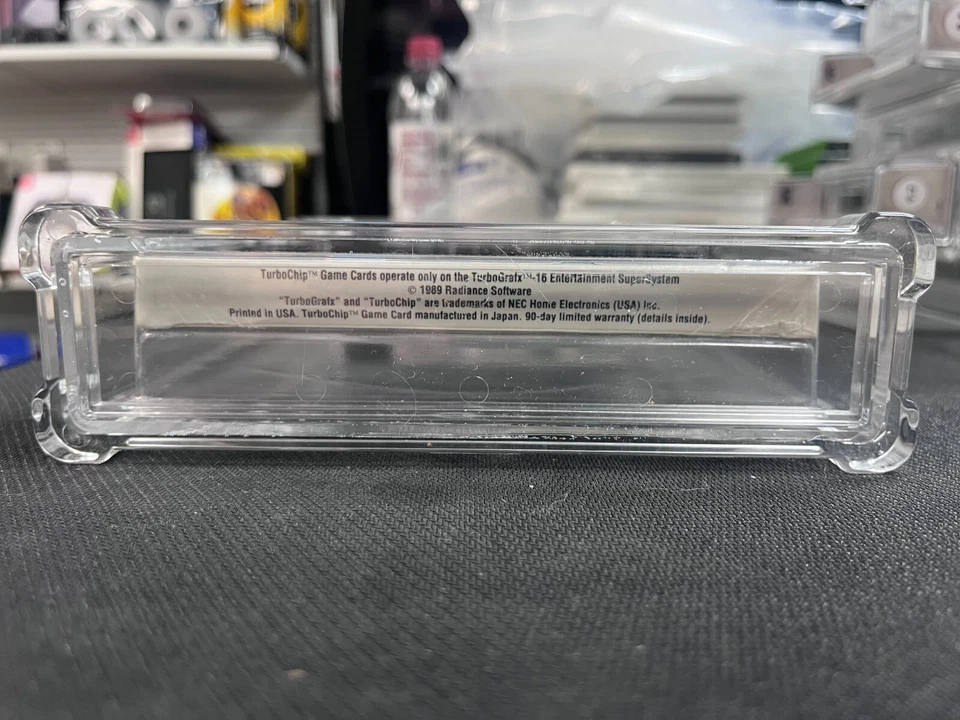 TurboChip™ Game Cards operate only on the TurboGrafx™-16 Entertainment SuperSystem
© 1989 Radiance Software
"TurboGrafx" and "TurboChip" are trademarks of NEC Home Electronics (USA) Inc.
Printed in USA. TurboChip™ Game Card manufactured in Japan. 90-day limited warranty (details inside).